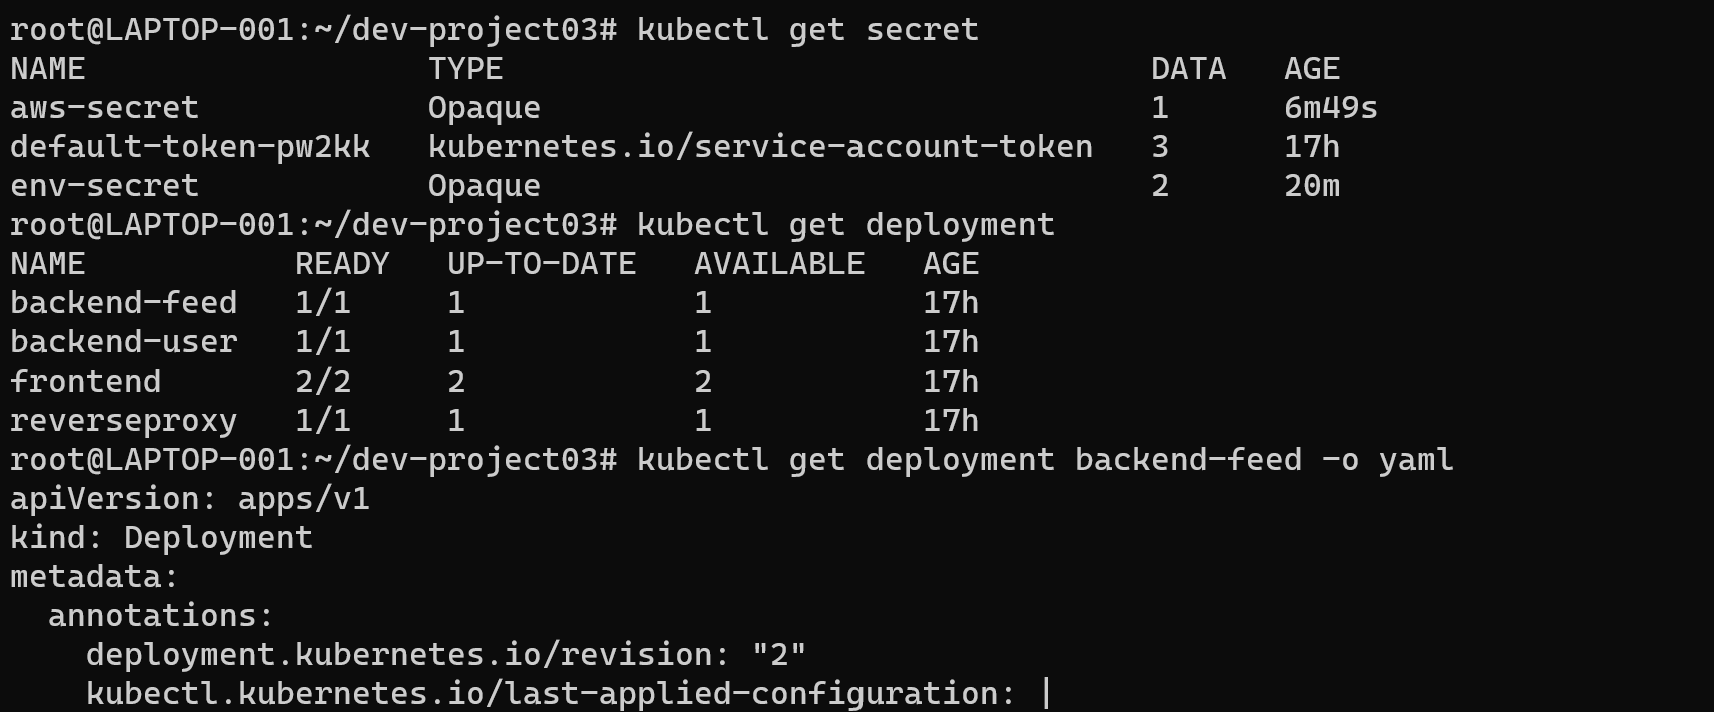 root@LAPTOP-001:~/dev-project03# kubectl get secret
NAME                  TYPE                                  DATA   AGE
aws-secret            Opaque                                1      6m49s
default-token-pw2kk   kubernetes.io/service-account-token   3      17h
env-secret            Opaque                                2      20m
root@LAPTOP-001:~/dev-project03# kubectl get deployment
NAME           READY   UP-TO-DATE   AVAILABLE   AGE
backend-feed   1/1     1            1           17h
backend-user   1/1     1            1           17h
frontend       2/2     2            2           17h
reverseproxy   1/1     1            1           17h
root@LAPTOP-001:~/dev-project03# kubectl get deployment backend-feed -o yaml
apiVersion: apps/v1
kind: Deployment
metadata:
  annotations:
    deployment.kubernetes.io/revision: "2"
    kubectl.kubernetes.io/last-applied-configuration: |